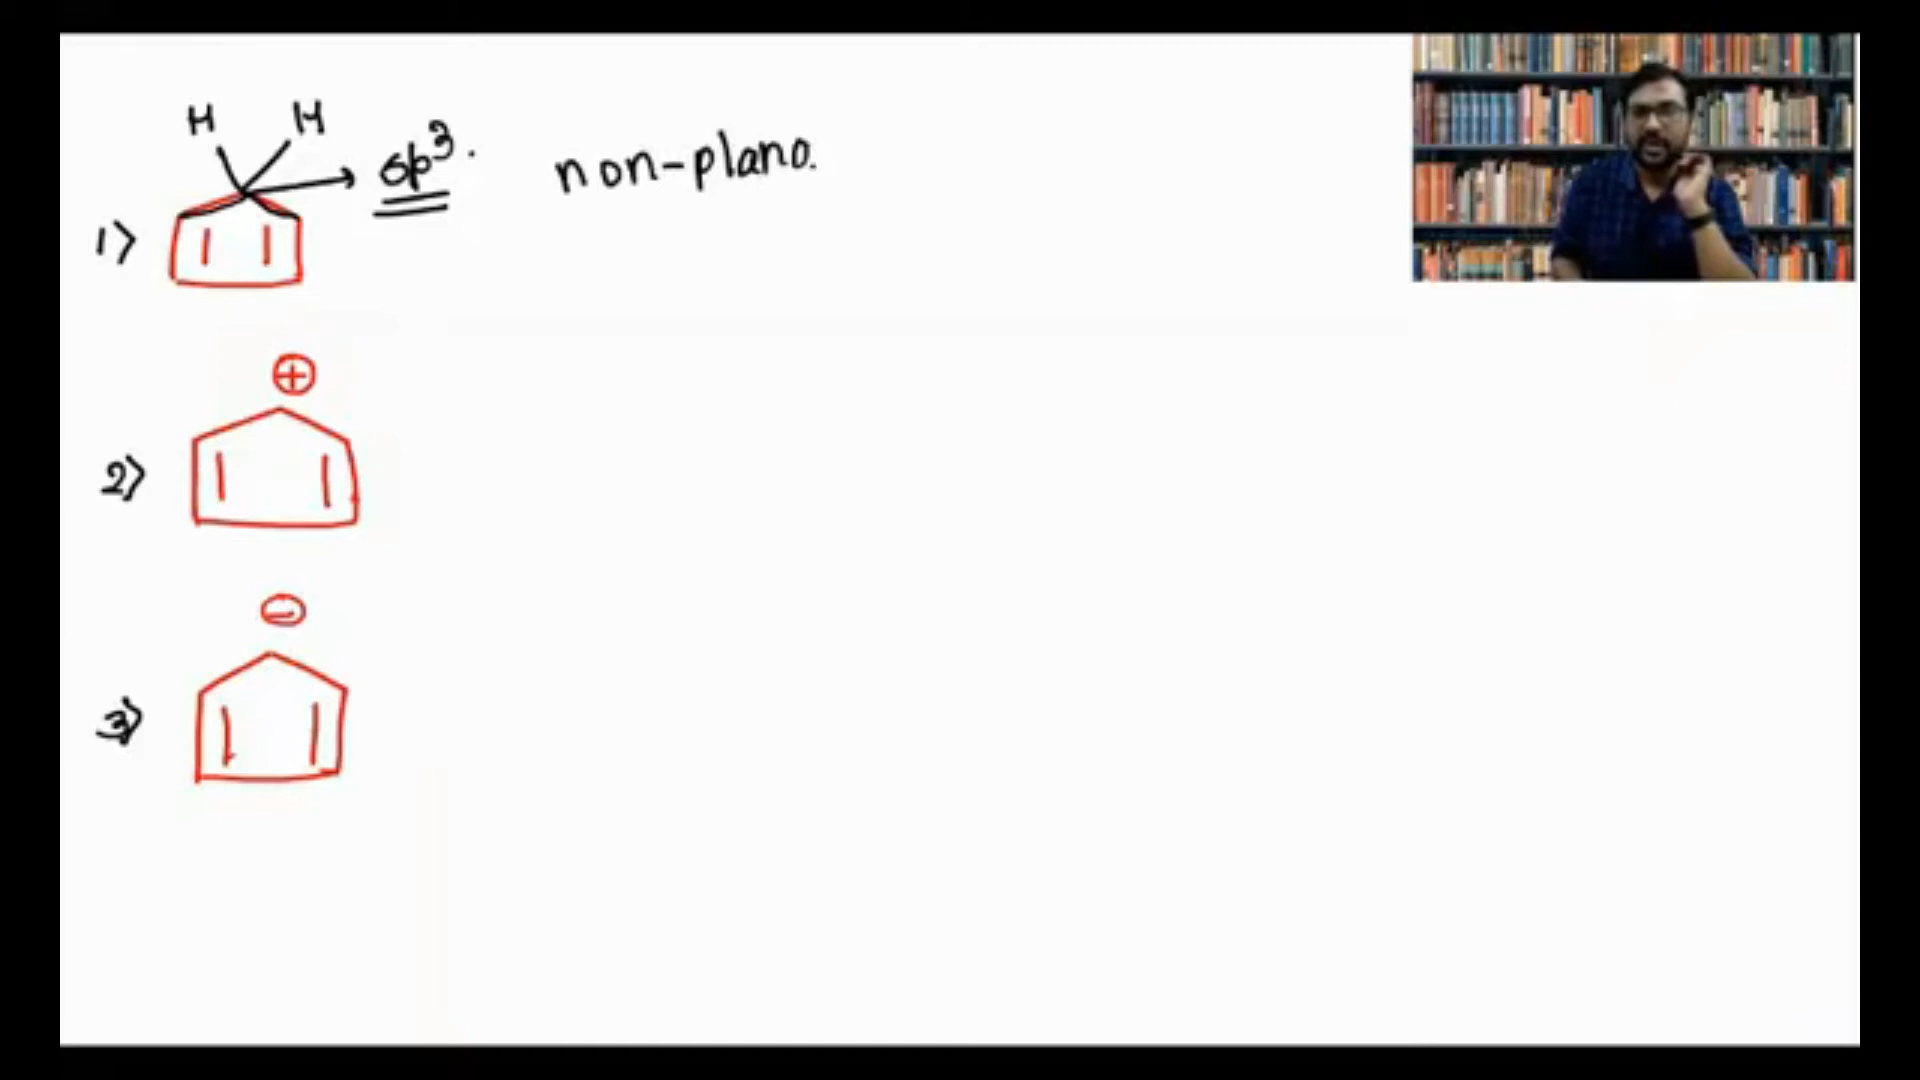 H H
sp³. non-plano.
1)
⊕
2)
⊖
3)